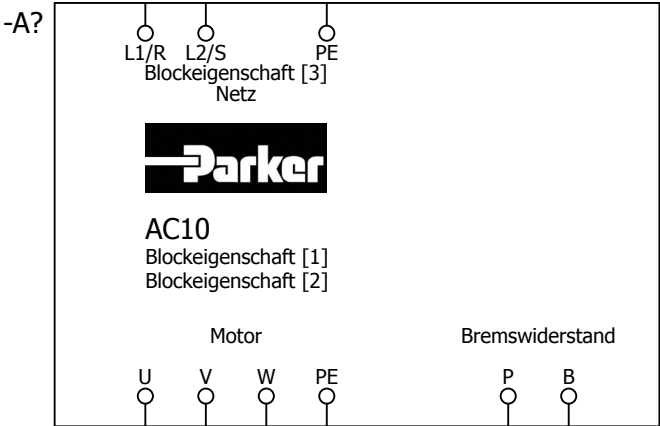 -A?
L1/R L2/S PE
Blockeigenschaft [3]
Netz
Parker
AC10
Blockeigenschaft [1]
Blockeigenschaft [2]
Motor Bremswiderstand
U V W PE P B